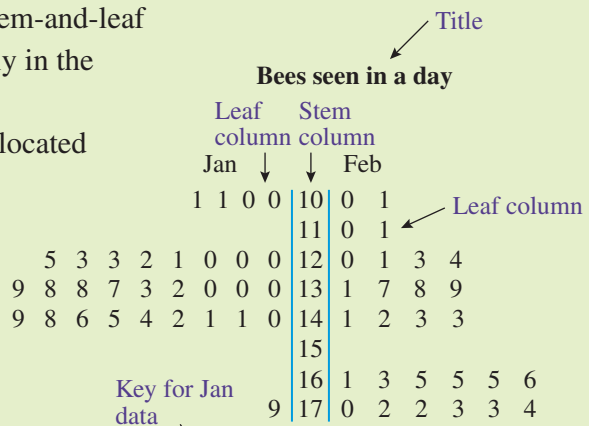 em-and-leaf
Title
y in the
Bees seen in a day
Leaf Stem
located
column column
Jan Feb
1 1 0 0 10 0 1
Leaf column
11 0 1
5 3 3 2 1 0 0 0 12 0 1 3 4
9 8 8 7 3 2 0 0 0 13 1 7 8 9
9 8 6 5 4 2 1 1 0 14 1 2 3 3
15
16 1 3 5 5 5 6
Key for Jan
data
9 17 0 2 2 3 3 4